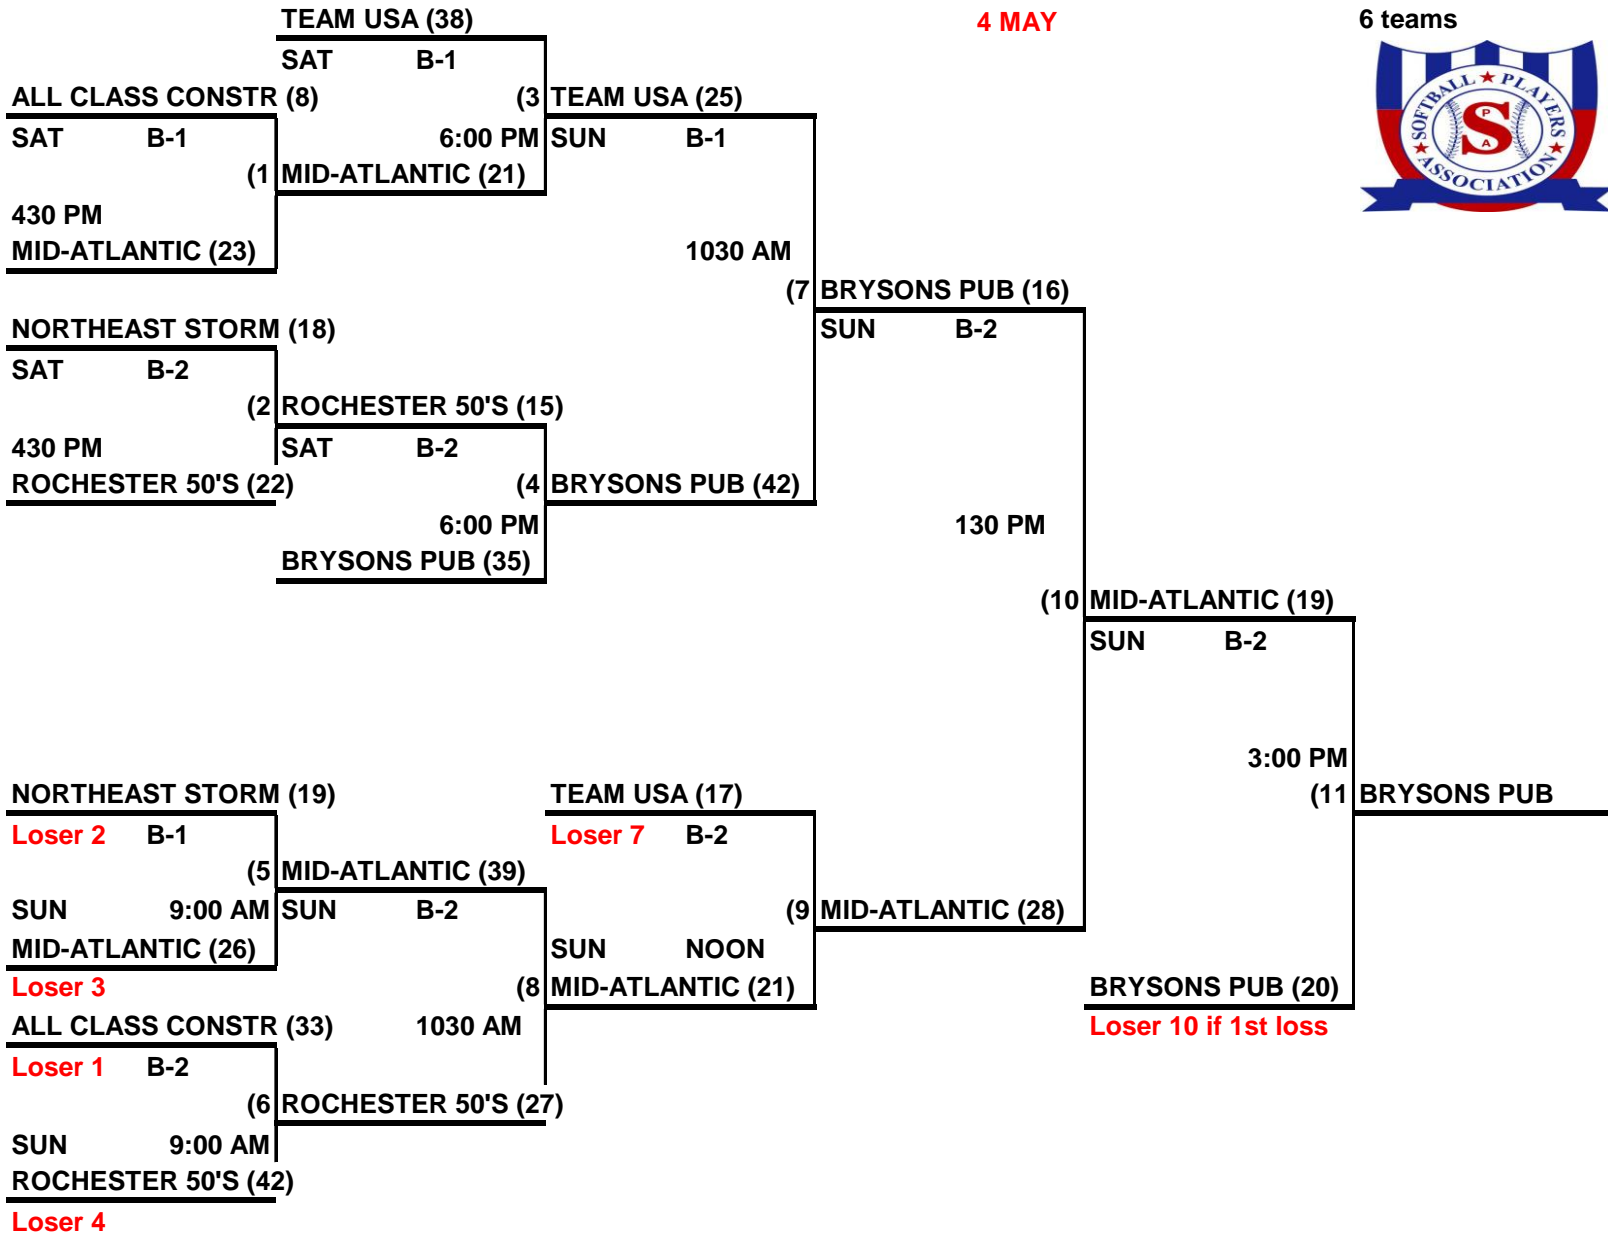 TEAM USA (38)
4 MAY
6 teams
SAT B-1
ALL CLASS CONSTR (8)
(3 TEAM USA (25)
SAT B-1
6:00 PM SUN B-1
(1 MID-ATLANTIC (21)
430 PM
MID-ATLANTIC (23)
1030 AM
(7 BRYSONS PUB (16)
NORTHEAST STORM (18)
SUN B-2
SAT B-2
(2 ROCHESTER 50'S (15)
430 PM SAT B-2
ROCHESTER 50'S (22)
(4 BRYSONS PUB (42)
6:00 PM
130 PM
BRYSONS PUB (35)
(10 MID-ATLANTIC (19)
SUN B-2
3:00 PM
NORTHEAST STORM (19)
TEAM USA (17)
(11 BRYSONS PUB
Loser 2 B-1
Loser 7 B-2
(5 MID-ATLANTIC (39)
SUN 9:00 AM SUN B-2
(9 MID-ATLANTIC (28)
MID-ATLANTIC (26)
SUN NOON
Loser 3
(8 MID-ATLANTIC (21)
BRYSONS PUB (20)
ALL CLASS CONSTR (33)
1030 AM
Loser 10 if 1st loss
Loser 1 B-2
(6 ROCHESTER 50'S (27)
SUN 9:00 AM
ROCHESTER 50'S (42)
Loser 4
SOFTBALL ★ PLAYERS
★ ASSOCIATION ★
P
S
A